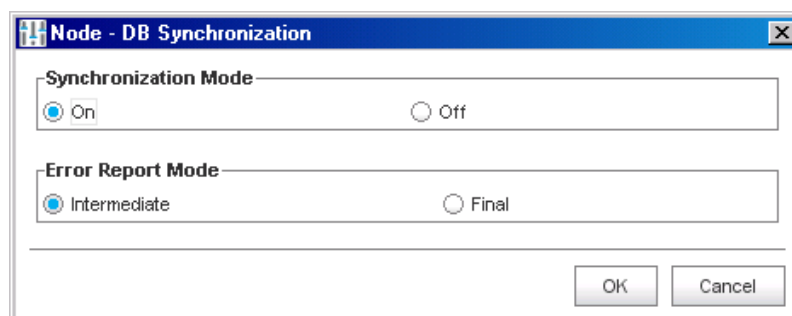 Node - DB Synchronization
Synchronization Mode
On Off
Error Report Mode
Intermediate Final
OK Cancel